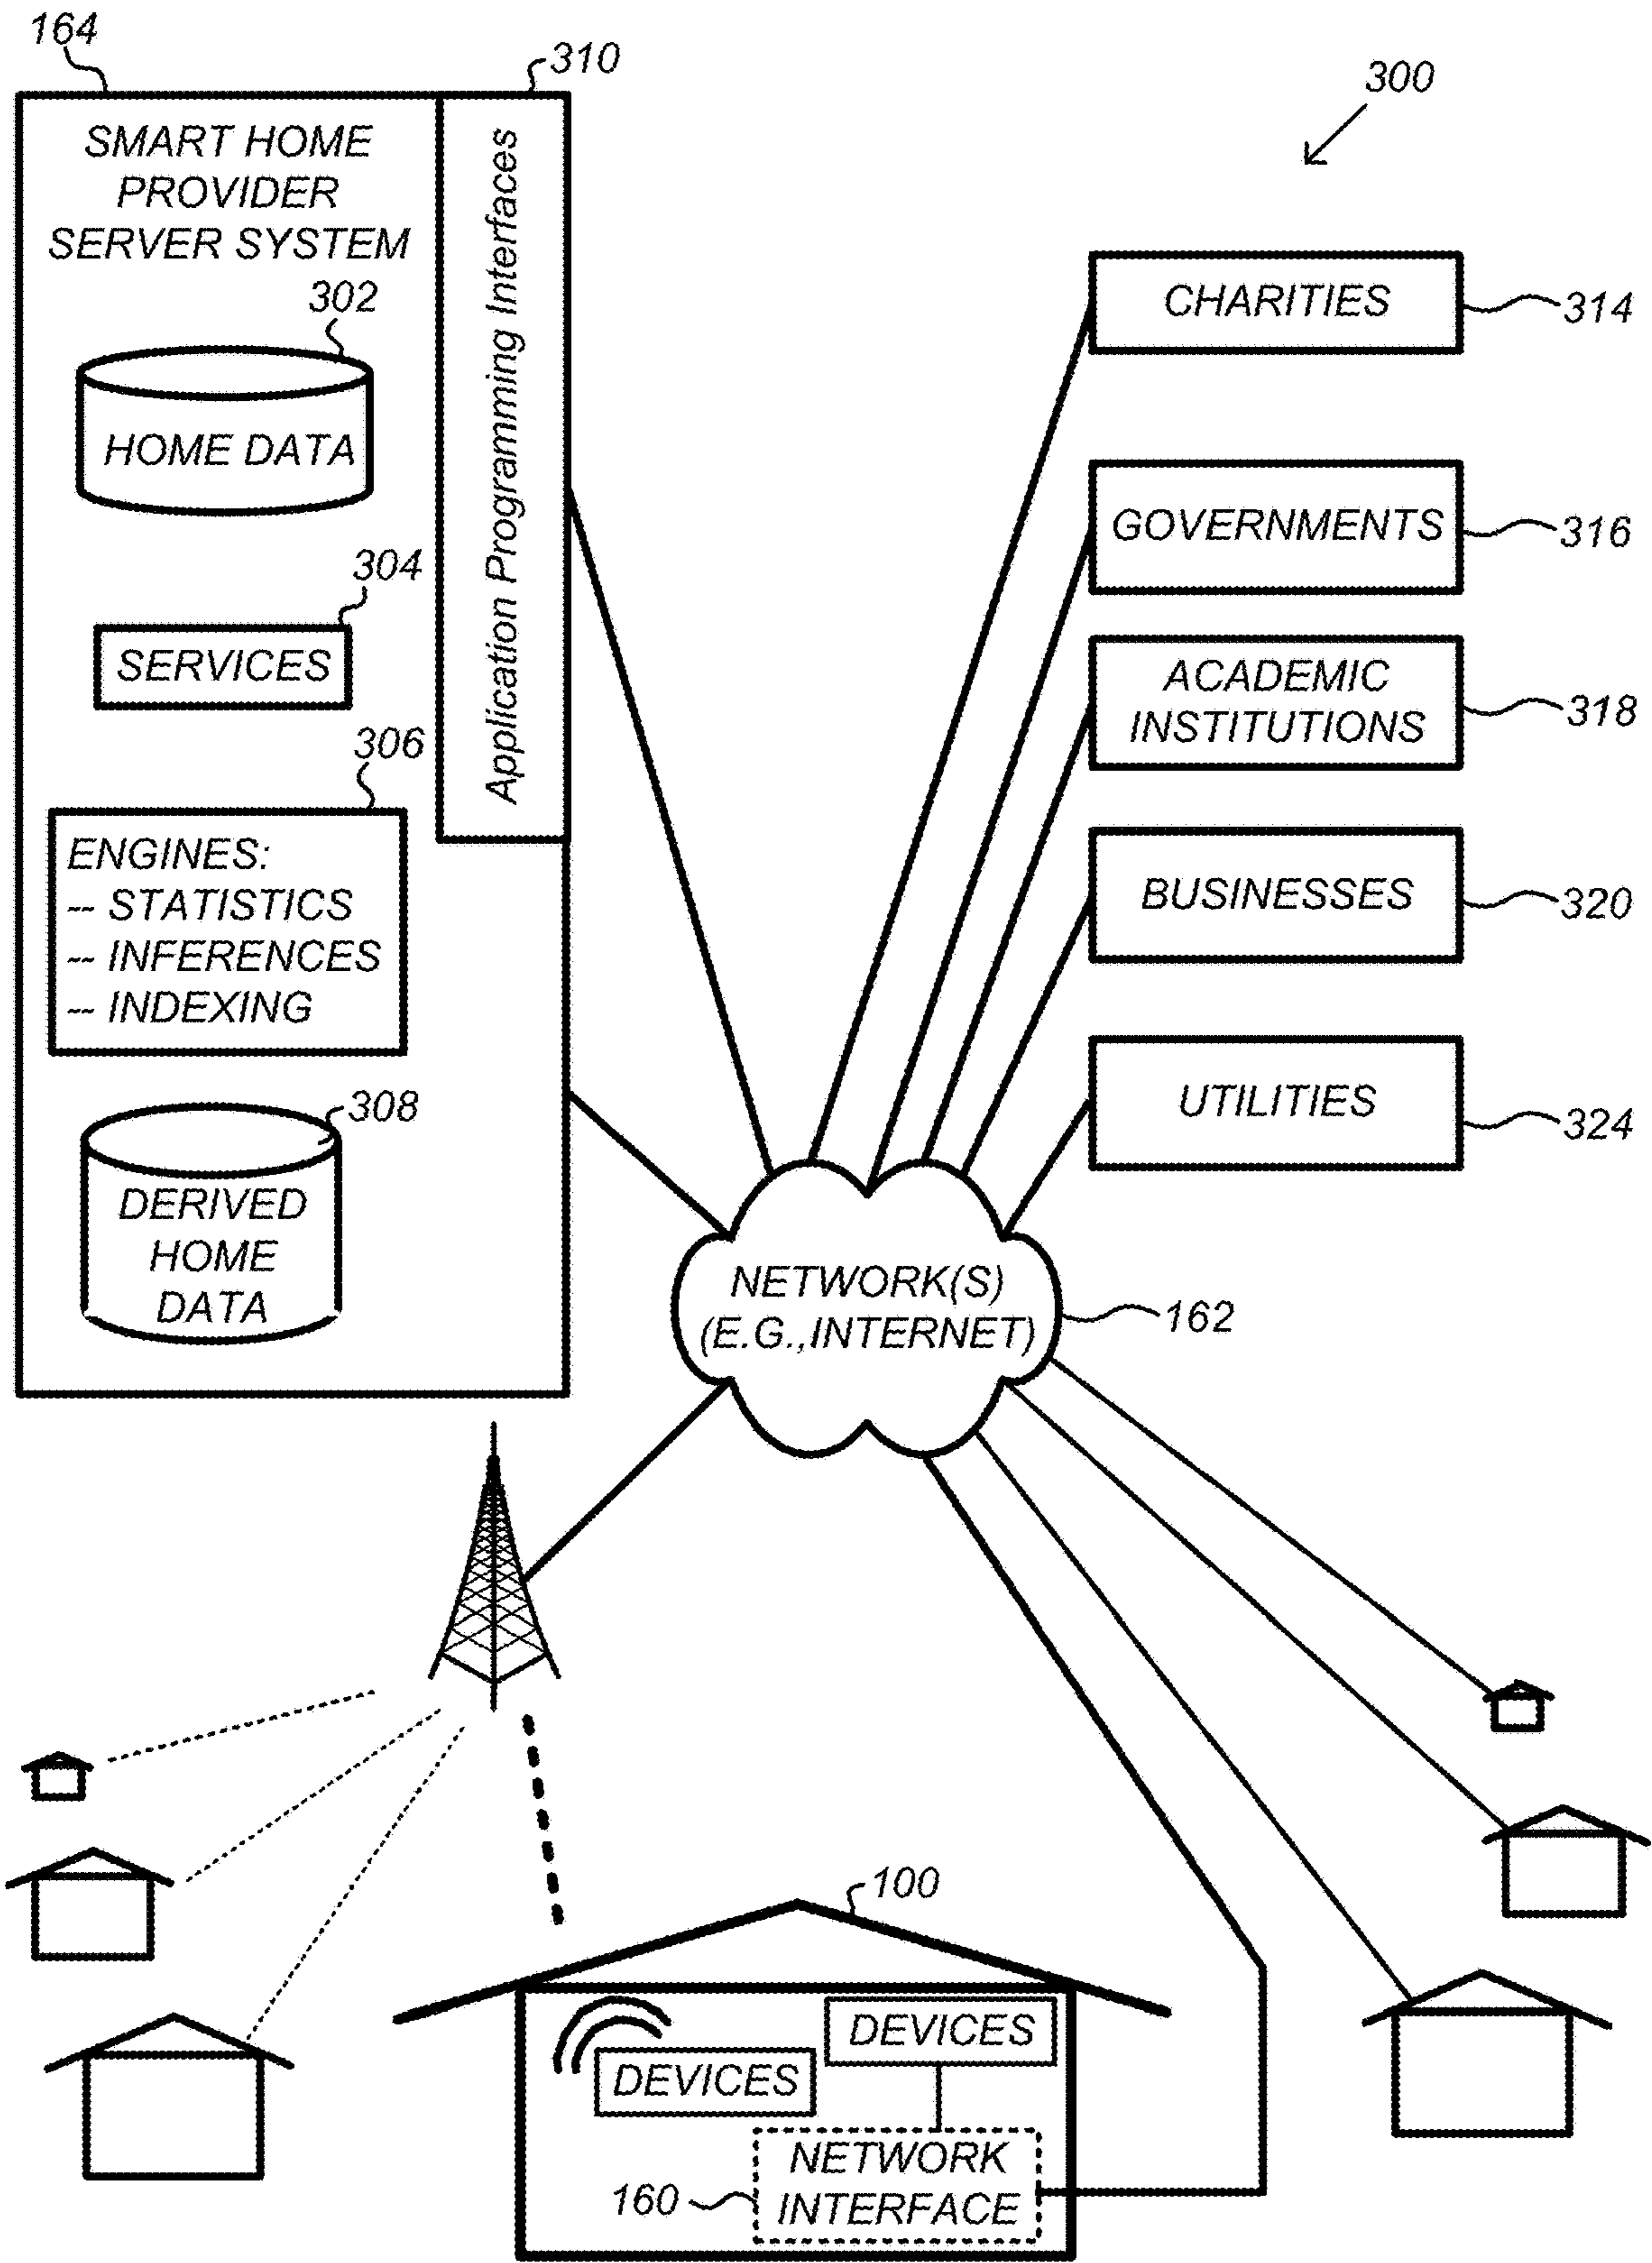 164
310
300
SMART HOME
PROVIDER
SERVER SYSTEM
Application Programming Interfaces
302
HOME DATA
304
SERVICES
306
ENGINES:
-- STATISTICS
-- INFERENCES
-- INDEXING
308
DERIVED
HOME
DATA
CHARITIES
314
GOVERNMENTS
316
ACADEMIC
INSTITUTIONS
318
BUSINESSES
320
UTILITIES
324
NETWORK(S)
(E.G.,INTERNET)
162
100
DEVICES
DEVICES
NETWORK
INTERFACE
160